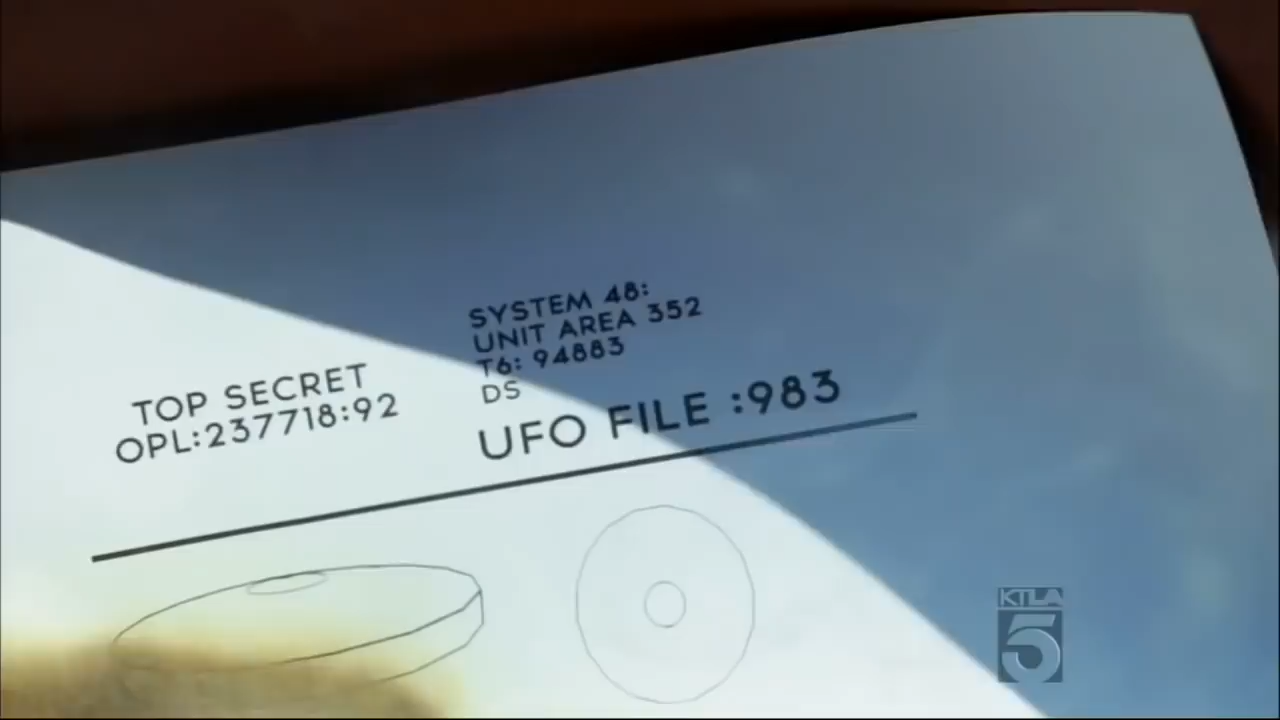 TOP SECRET
OPL:237718:92
SYSTEM 48:
UNIT AREA 352
T6: 94883
DS
UFO FILE :983
KTLA
5